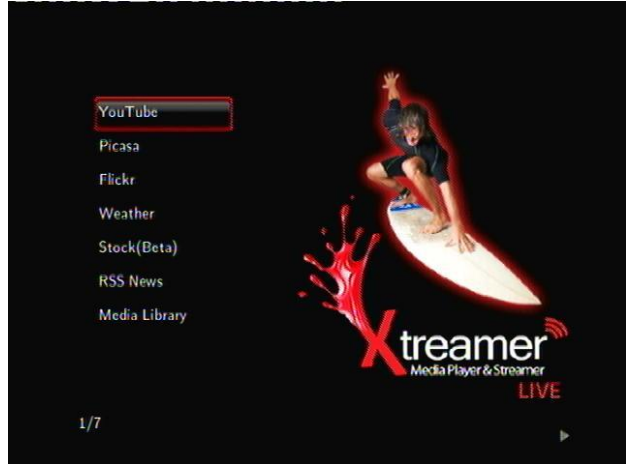 YouTube
Picasa
Flickr
Weather
Stock(Beta)
RSS News
Media Library
Xtreamer
Media Player & Streamer
LIVE
1/7